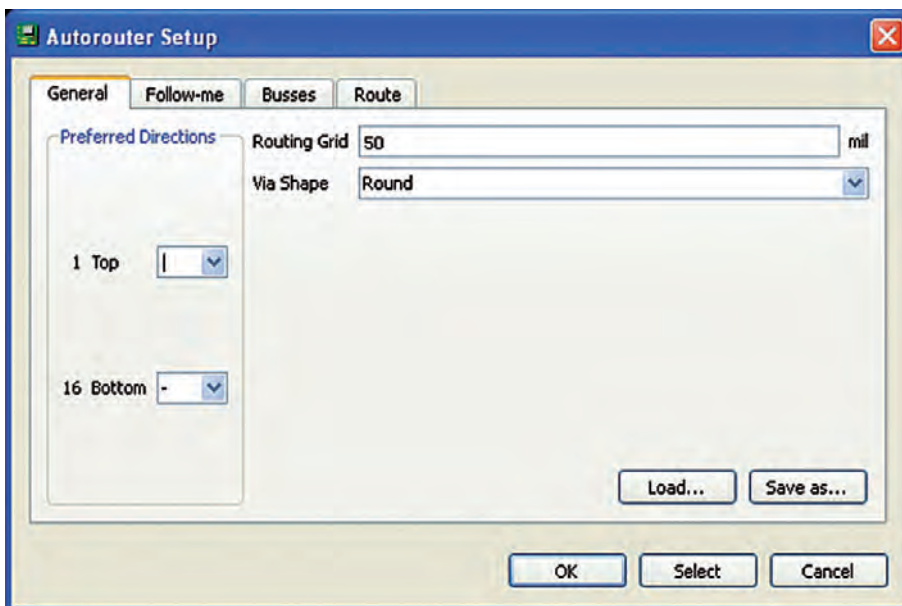 Autorouter Setup
General Follow-me Busses Route
Preferred Directions
Routing Grid 50 mil
Via Shape Round
1 Top |
16 Bottom -
Load... Save as...
OK Select Cancel